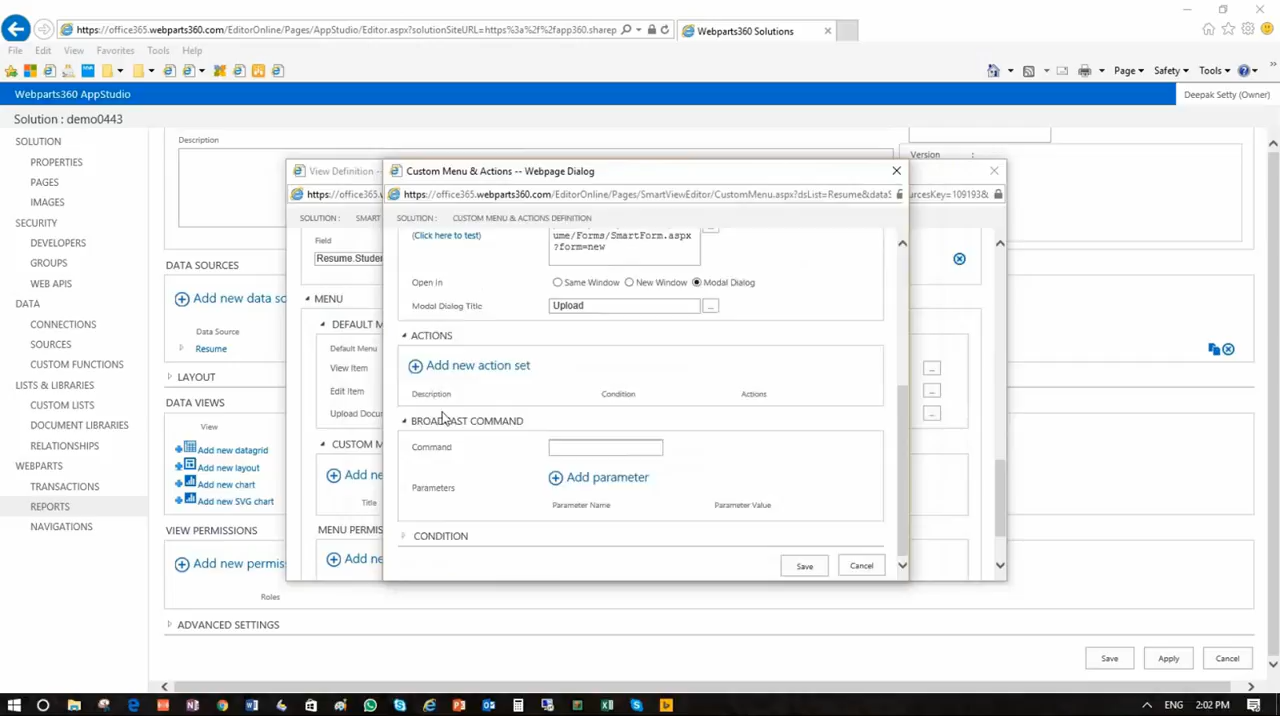 https://office365.webparts360.com/EditorOnline/Pages/AppStudio/Editor.aspx?solutionSiteURL=https%3a%2f%2fapp360.sharep
Webparts360 Solutions
File Edit View Favorites Tools Help
Page Safety Tools
Webparts360 AppStudio
Deepak Setty (Owner)
Solution : demo0443
SOLUTION
PROPERTIES
PAGES
IMAGES
SECURITY
DEVELOPERS
GROUPS
WEB APIS
DATA
CONNECTIONS
SOURCES
CUSTOM FUNCTIONS
LISTS & LIBRARIES
CUSTOM LISTS
DOCUMENT LIBRARIES
RELATIONSHIPS
WEBPARTS
TRANSACTIONS
REPORTS
NAVIGATIONS
Description
Version :
DATA SOURCES
Add new data so
Data Source
Resume
LAYOUT
DATA VIEWS
View
Add new datagrid
Add new layout
Add new chart
Add new SVG chart
VIEW PERMISSIONS
Add new permis
Roles
ADVANCED SETTINGS
Save Apply Cancel
View Definition --
https://office365.w
urcesKey=109193&
SOLUTION : SMART
Field
Resume.Studer
MENU
DEFAULT M
Default Menu
View Item
Edit Item
Upload Docu
CUSTOM M
Add ne
Title
MENU PERMIS
Add ne
Custom Menu & Actions -- Webpage Dialog
https://office365.webparts360.com/EditorOnline/Pages/SmartViewEditor/CustomMenu.aspx?dsList=Resume&dataS
SOLUTION : CUSTOM MENU & ACTIONS DEFINITION
(Click here to test)
ume/Forms/SmartForm.aspx
?form=new
...
Open in Same Window New Window Modal Dialog
Modal Dialog Title Upload ...
ACTIONS
Add new action set
Description Condition Actions
BROADCAST COMMAND
Command
Parameters Add parameter
Parameter Name Parameter Value
CONDITION
Save Cancel
ENG 2:02 PM